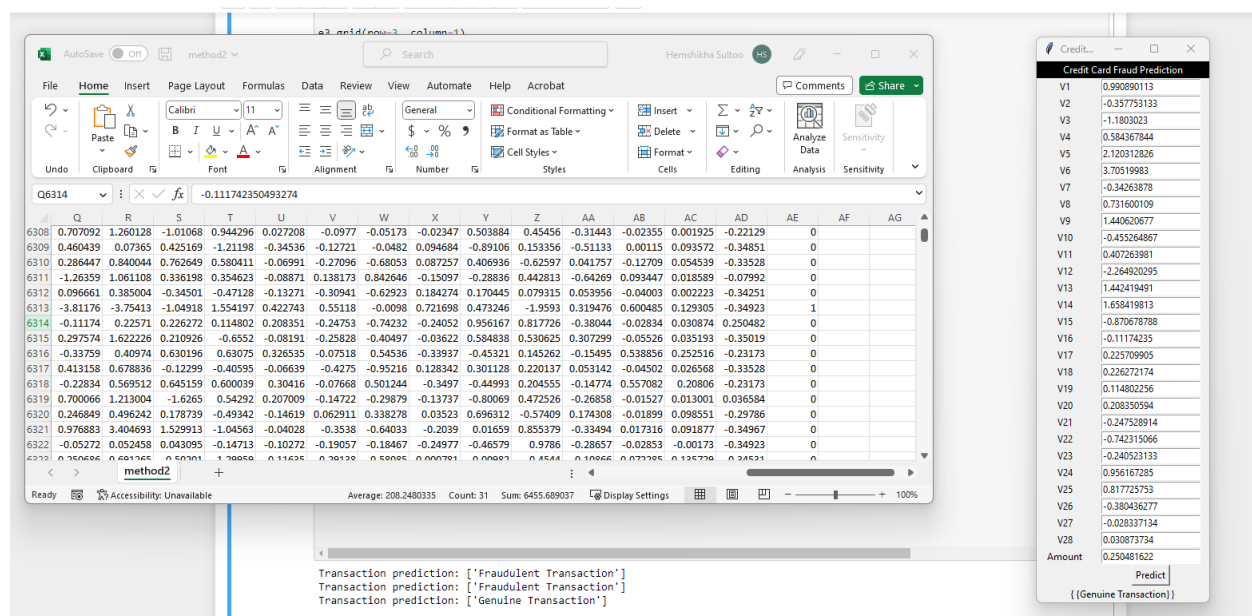 e3.grid(row=3, column=1)
AutoSave Off method2 Search Hemshikha Sultoo HS
File Home Insert Page Layout Formulas Data Review View Automate Help Acrobat Comments Share
Paste Calibri 11 B I U A A A General $ % 9 Conditional Formatting Format as Table Cell Styles Insert Delete Format Analyze Data Sensitivity
Undo Clipboard Font Alignment Number Styles Cells Editing Analysis Sensitivity
Q6314 fx -0.111742350493274
Q R S T U V W X Y Z AA AB AC AD AE AF AG
6308 0.707092 1.260128 -1.01068 0.944296 0.027208 -0.0977 -0.05173 -0.02347 0.503884 0.45456 -0.31443 -0.02355 0.001925 -0.22129 0
6309 0.460439 0.07365 0.425169 -1.21198 -0.34536 -0.12721 -0.0482 0.094684 -0.89106 0.153356 -0.51133 0.00115 0.093572 -0.34851 0
6310 0.286447 0.840044 0.762649 0.580411 -0.06991 -0.27096 -0.68053 0.087257 0.406936 -0.62597 0.041757 -0.12709 0.054539 -0.33528 0
6311 -1.26359 1.061108 0.336198 0.354623 -0.08871 0.138173 0.842646 -0.15097 -0.28836 0.442813 -0.64269 0.093447 0.018589 -0.07992 0
6312 0.096661 0.385004 -0.34501 -0.47128 -0.13271 -0.30941 -0.62923 0.184274 0.170445 0.079315 0.053956 -0.04003 0.002223 -0.34251 0
6313 -3.81176 -3.75413 -1.04918 1.554197 0.422743 0.55118 -0.0098 0.721698 0.473246 -1.9593 0.319476 0.600485 0.129305 -0.34923 1
6314 -0.11174 0.22571 0.226272 0.114802 0.208351 -0.24753 -0.74232 -0.24052 0.956167 0.817726 -0.38044 -0.02834 0.030874 0.250482 0
6315 0.297574 1.622226 0.210926 -0.6552 -0.08191 -0.25828 -0.40497 -0.03622 0.584838 0.530625 0.307299 -0.05526 0.035193 -0.35019 0
6316 -0.33759 0.40974 0.630196 0.63075 0.326535 -0.07518 0.54536 -0.33937 -0.45321 0.145262 -0.15495 0.538856 0.252516 -0.23173 0
6317 0.413158 0.678836 -0.12299 -0.40595 -0.06639 -0.4275 -0.95216 0.128342 0.301128 0.220137 0.053142 -0.04502 0.026568 -0.33528 0
6318 -0.22834 0.569512 0.645159 0.600039 0.30416 -0.07668 0.501244 -0.3497 -0.44993 0.204555 -0.14774 0.557082 0.20806 -0.23173 0
6319 0.700066 1.213004 -1.6265 0.54292 0.207009 -0.14722 -0.29879 -0.13737 -0.80069 0.472526 -0.26858 -0.01527 0.013001 0.036584 0
6320 0.246849 0.496242 0.178739 -0.49342 -0.14619 0.062911 0.338278 0.03523 0.696312 -0.57409 0.174308 -0.01899 0.098551 -0.29786 0
6321 0.976883 3.404693 1.529913 -1.04563 -0.04028 -0.3538 -0.64033 -0.2039 0.01659 0.855379 -0.33494 0.017316 0.091877 -0.34967 0
6322 -0.05272 0.052458 0.043095 -0.14713 -0.10272 -0.19057 -0.18467 -0.24977 -0.46579 0.9786 -0.28657 -0.02853 -0.00173 -0.34923 0
method2
Ready Accessibility: Unavailable Average: 208.2480335 Count: 31 Sum: 6455.689037 Display Settings 100%
Transaction prediction: ['Fraudulent Transaction']
Transaction prediction: ['Fraudulent Transaction']
Transaction prediction: ['Genuine Transaction']
Credit...
Credit Card Fraud Prediction
V1 0.990890113
V2 -0.357753133
V3 -1.1803023
V4 0.584367844
V5 2.120312826
V6 3.70519983
V7 -0.34263878
V8 0.731600109
V9 1.440620677
V10 -0.455264867
V11 0.407263981
V12 -2.264920295
V13 1.442419491
V14 1.658419813
V15 -0.870678788
V16 -0.11174235
V17 0.225709905
V18 0.226272174
V19 0.114802256
V20 0.208350594
V21 -0.247528914
V22 -0.742315066
V23 -0.240523133
V24 0.956167285
V25 0.817725753
V26 -0.380436277
V27 -0.028337134
V28 0.030873734
Amount 0.250481622
Predict
{ {Genuine Transaction} }